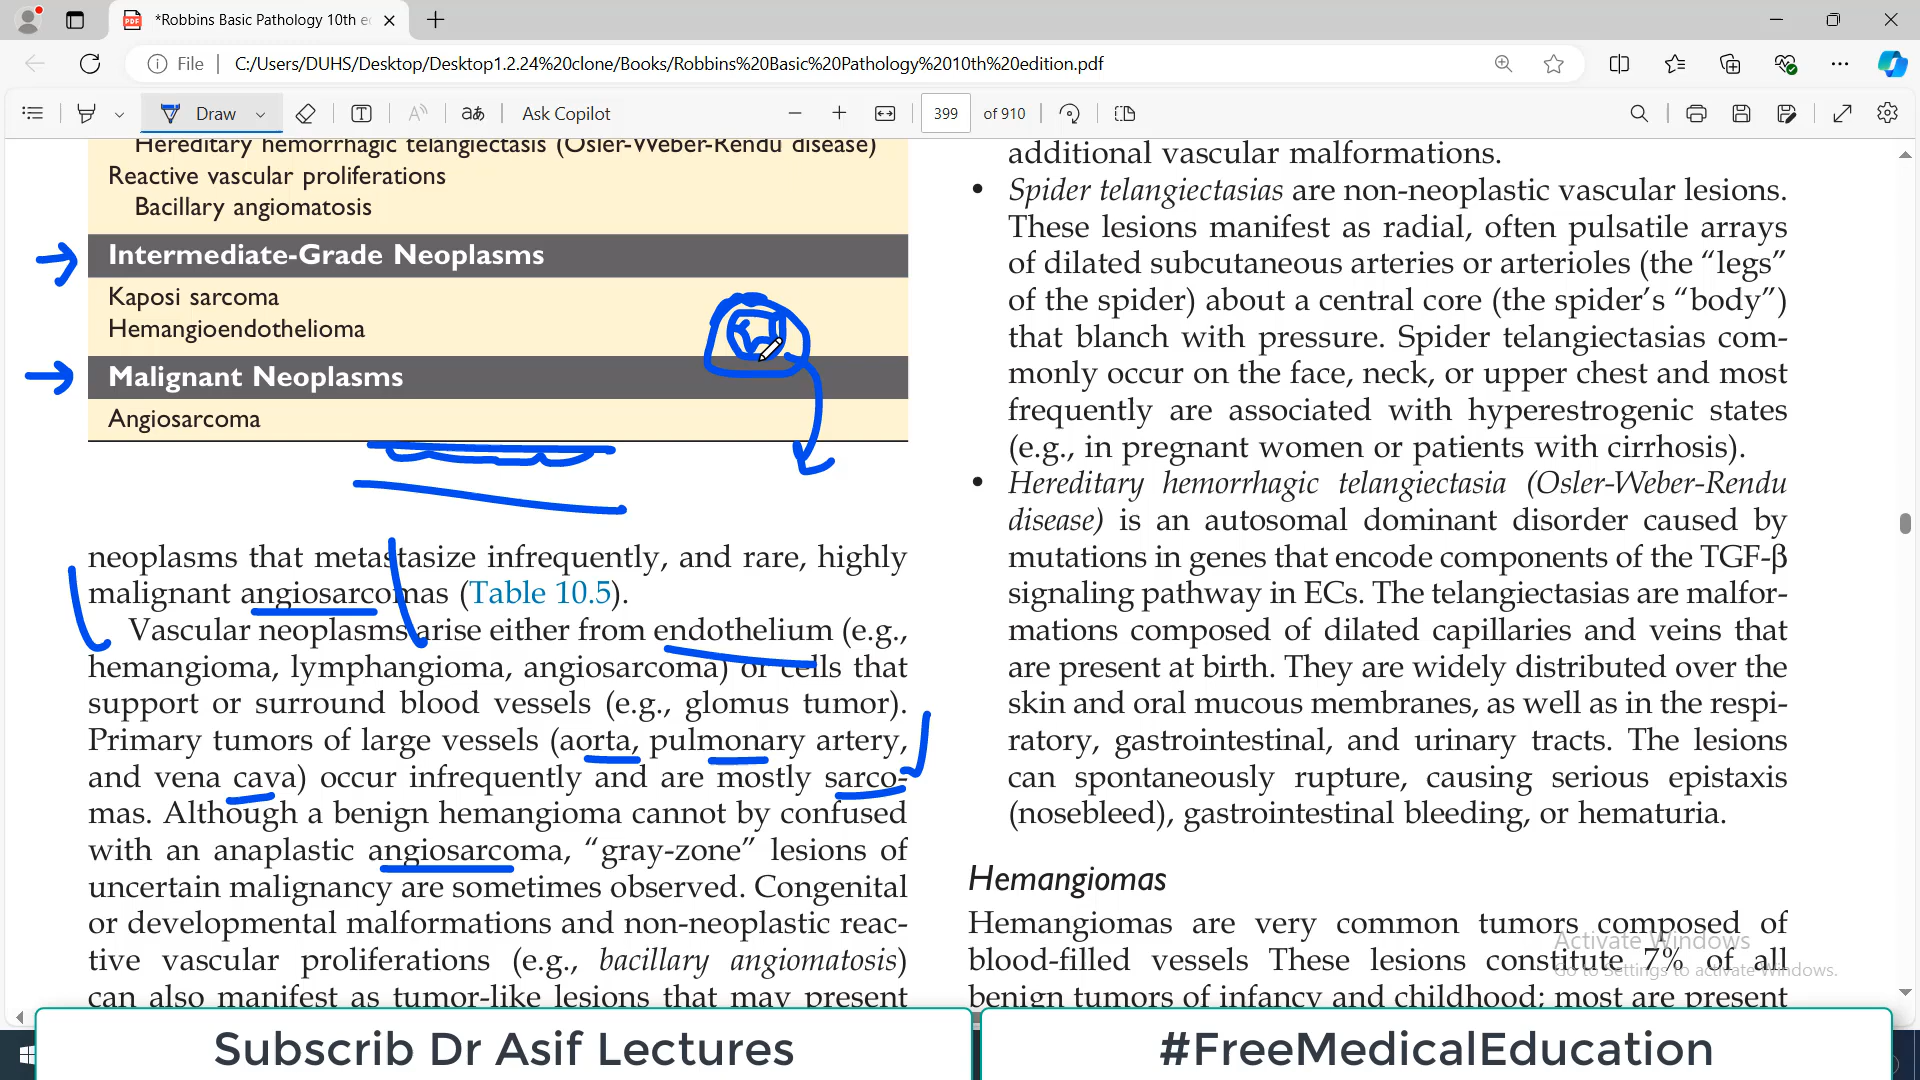 *Robbins Basic Pathology 10th ec
File
C:/Users/DUHS/Desktop/Desktop1.2.24%20clone/Books/Robbins%20Basic%20Pathology%2010th%20edition.pdf
Draw
Ask Copilot
399 of 910
Hereditary hemorrhagic telangiectasis (Osler-Weber-Rendu disease)
Reactive vascular proliferations
Bacillary angiomatosis
Intermediate-Grade Neoplasms
Kaposi sarcoma
Hemangioendothelioma
Malignant Neoplasms
Angiosarcoma
neoplasms that metastasize infrequently, and rare, highly
malignant angiosarcomas (Table 10.5).
Vascular neoplasms arise either from endothelium (e.g.,
hemangioma, lymphangioma, angiosarcoma) or cells that
support or surround blood vessels (e.g., glomus tumor).
Primary tumors of large vessels (aorta, pulmonary artery,
and vena cava) occur infrequently and are mostly sarco-
mas. Although a benign hemangioma cannot by confused
with an anaplastic angiosarcoma, “gray-zone” lesions of
uncertain malignancy are sometimes observed. Congenital
or developmental malformations and non-neoplastic reac-
tive vascular proliferations (e.g., bacillary angiomatosis)
can also manifest as tumor-like lesions that may present
additional vascular malformations.
• Spider telangiectasias are non-neoplastic vascular lesions.
These lesions manifest as radial, often pulsatile arrays
of dilated subcutaneous arteries or arterioles (the “legs”
of the spider) about a central core (the spider’s “body”)
that blanch with pressure. Spider telangiectasias com-
monly occur on the face, neck, or upper chest and most
frequently are associated with hyperestrogenic states
(e.g., in pregnant women or patients with cirrhosis).
• Hereditary hemorrhagic telangiectasia (Osler-Weber-Rendu
disease) is an autosomal dominant disorder caused by
mutations in genes that encode components of the TGF-β
signaling pathway in ECs. The telangiectasias are malfor-
mations composed of dilated capillaries and veins that
are present at birth. They are widely distributed over the
skin and oral mucous membranes, as well as in the respi-
ratory, gastrointestinal, and urinary tracts. The lesions
can spontaneously rupture, causing serious epistaxis
(nosebleed), gastrointestinal bleeding, or hematuria.
Hemangiomas
Hemangiomas are very common tumors composed of
blood-filled vessels These lesions constitute 7% of all
benign tumors of infancy and childhood; most are present
Activate Windows
Go to Settings to activate Windows.
Subscrib Dr Asif Lectures
#FreeMedicalEducation